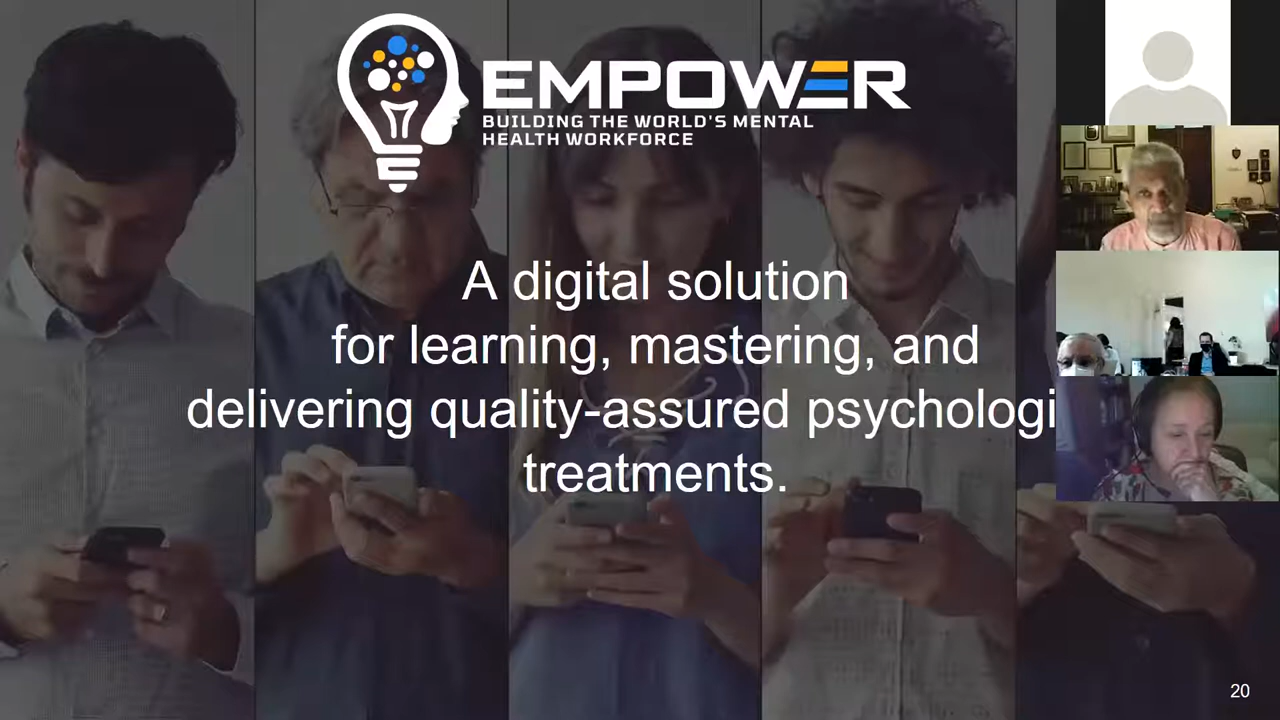 EMPOWER
BUILDING THE WORLD'S MENTAL
HEALTH WORKFORCE
A digital solution
for learning, mastering, and
delivering quality-assured psychologi
treatments.
20